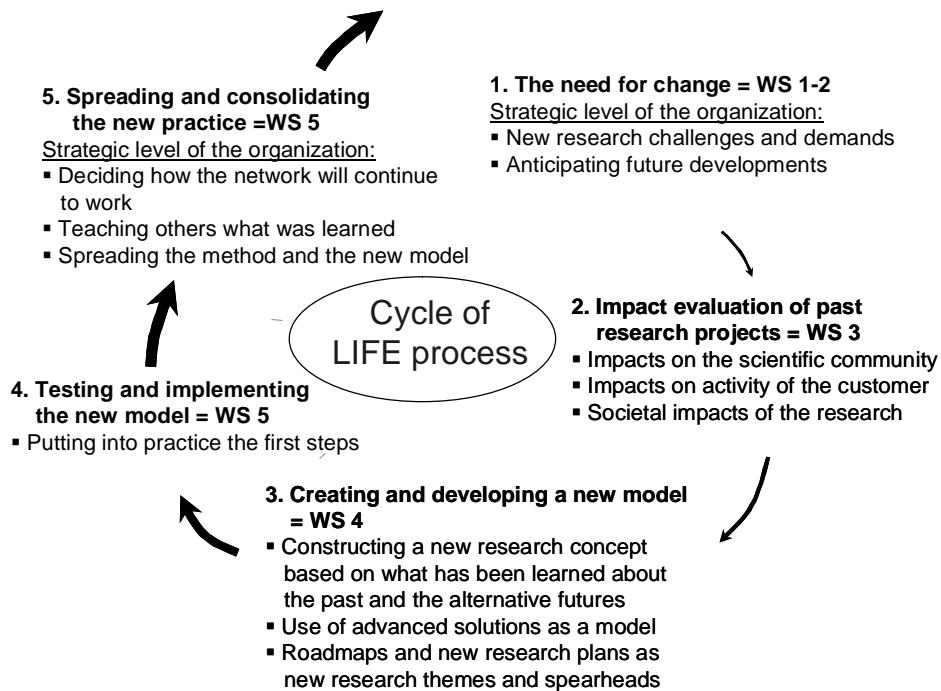 1. The need for change = WS 1-2
Strategic level of the organization:
▪ New research challenges and demands
▪ Anticipating future developments
2. Impact evaluation of past
research projects = WS 3
▪ Impacts on the scientific community
▪ Impacts on activity of the customer
▪ Societal impacts of the research
3. Creating and developing a new model
= WS 4
▪ Constructing a new research concept
based on what has been learned about
the past and the alternative futures
▪ Use of advanced solutions as a model
▪ Roadmaps and new research plans as
new research themes and spearheads
4. Testing and implementing
the new model = WS 5
▪ Putting into practice the first steps
5. Spreading and consolidating
the new practice =WS 5
Strategic level of the organization:
▪ Deciding how the network will continue
to work
▪ Teaching others what was learned
▪ Spreading the method and the new model
Cycle of
LIFE process